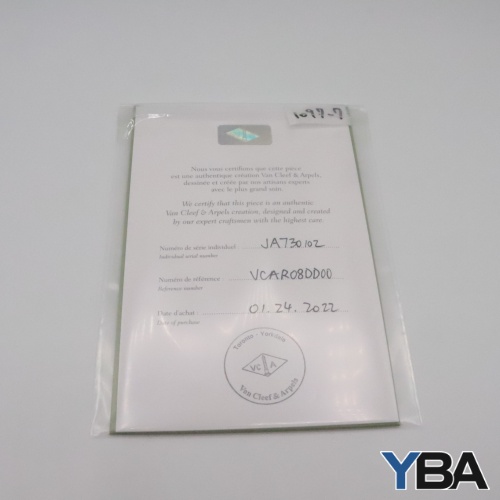 1097-7
Nous vous certifions que cette pièce
est une authentique création Van Cleef & Arpels,
dessinée et créée par nos artisans experts
avec le plus grand soin.
We certify that this piece is an authentic
Van Cleef & Arpels creation, designed and created
by our expert craftsmen with the highest care.
Numéro de série individuel : JA730102
Individual serial number
Numéro de référence : VCARO8DD00
Reference number
Date d'achat : 01.24.2022
Date of purchase
VC A
Van Cleef & Arpels
YBA